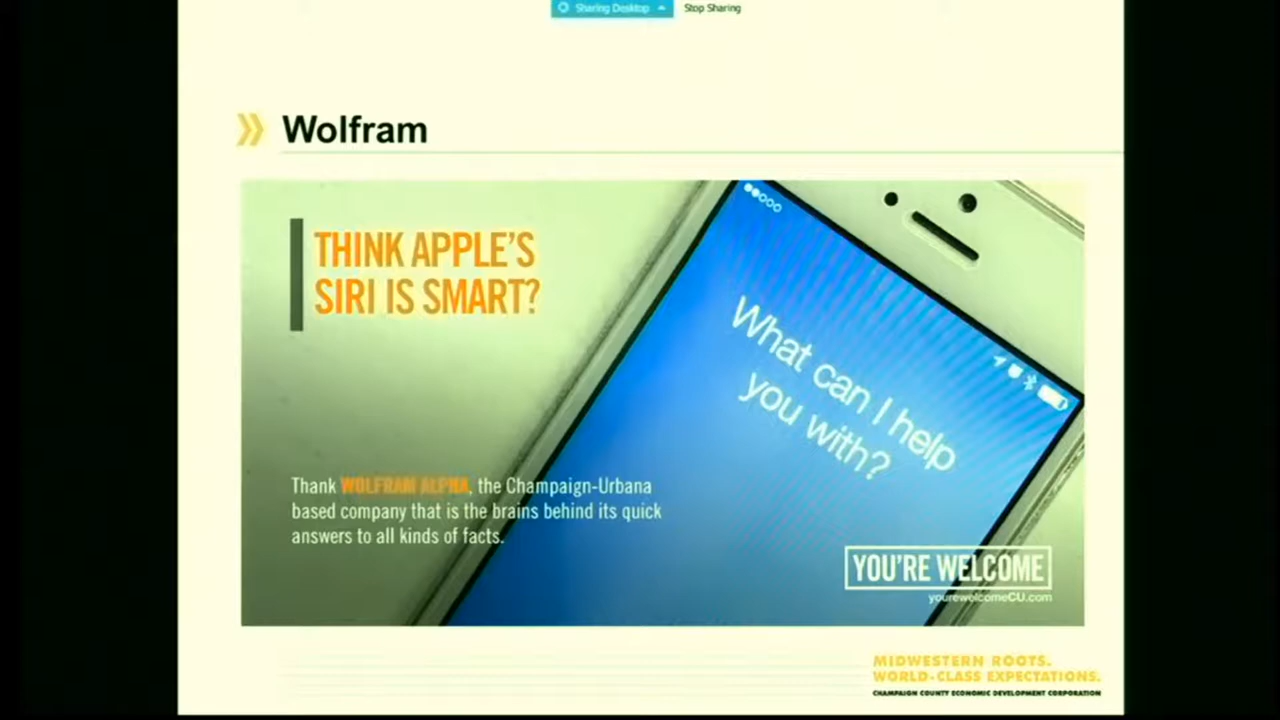 Sharing Desktop Stop Sharing
Wolfram
THINK APPLE'S
SIRI IS SMART?
What can I help
you with?
Thank WOLFRAM ALPHA, the Champaign-Urbana
based company that is the brains behind its quick
answers to all kinds of facts.
YOU'RE WELCOME
yourewelcomeCU.com
MIDWESTERN ROOTS.
WORLD-CLASS EXPECTATIONS.
CHAMPAIGN COUNTY ECONOMIC DEVELOPMENT CORPORATION